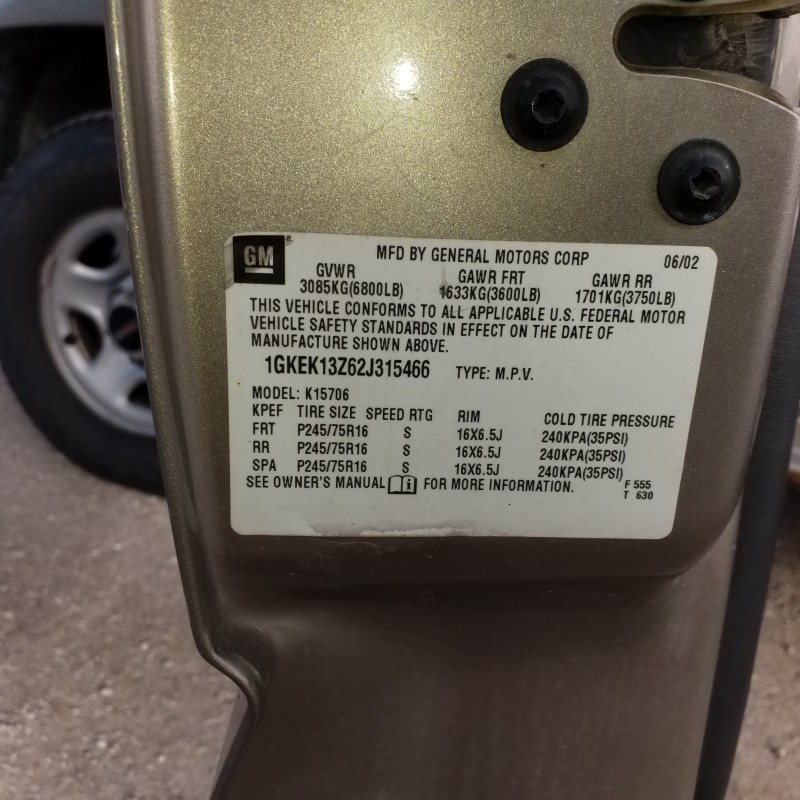 GM
MFD BY GENERAL MOTORS CORP 06/02
GVWR GAWR FRT GAWR RR
3085KG(6800LB) 1633KG(3600LB) 1701KG(3750LB)
THIS VEHICLE CONFORMS TO ALL APPLICABLE U.S. FEDERAL MOTOR
VEHICLE SAFETY STANDARDS IN EFFECT ON THE DATE OF
MANUFACTURE SHOWN ABOVE.
1GKEK13Z62J315466 TYPE: M.P.V.
MODEL: K15706
KPEF TIRE SIZE SPEED RTG RIM COLD TIRE PRESSURE
FRT P245/75R16 S 16X6.5J 240KPA(35PSI)
RR P245/75R16 S 16X6.5J 240KPA(35PSI)
SPA P245/75R16 S 16X6.5J 240KPA(35PSI)
SEE OWNER'S MANUAL i FOR MORE INFORMATION.
F 555
T 630